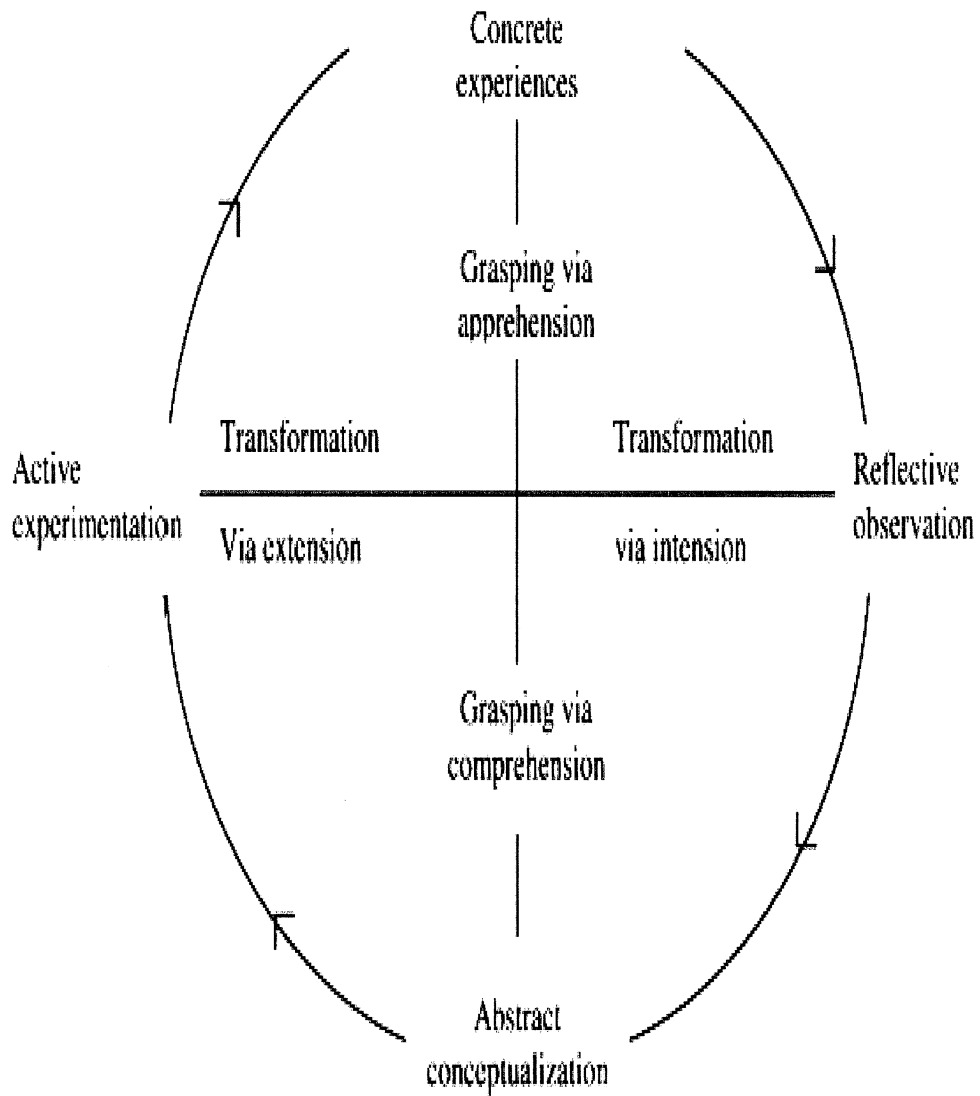 Concrete
experiences
Grasping via
apprehension
Transformation
Transformation
Active
experimentation
Reflective
observation
Via extension
via intension
Grasping via
comprehension
Abstract
conceptualization